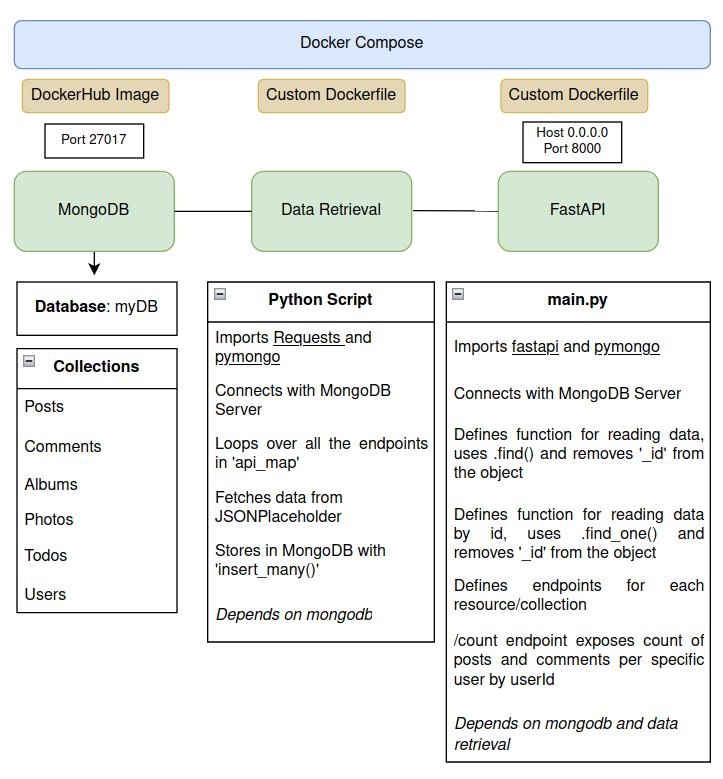 Docker Compose
DockerHub Image
Custom Dockerfile
Custom Dockerfile
Port 27017
Host 0.0.0.0
Port 8000
MongoDB
Data Retrieval
FastAPI
Database: myDB
Collections
Posts
Comments
Albums
Photos
Todos
Users
Python Script
Imports Requests and
pymongo
Connects with MongoDB
Server
Loops over all the endpoints
in 'api_map'
Fetches data from
JSONPlaceholder
Stores in MongoDB with
'insert_many()'
Depends on mongodb
main.py
Imports fastapi and pymongo
Connects with MongoDB Server
Defines function for reading data,
uses .find() and removes '_id' from
the object
Defines function for reading data
by id, uses .find_one() and
removes '_id' from the object
Defines endpoints for each
resource/collection
/count endpoint exposes count of
posts and comments per specific
user by userId
Depends on mongodb and data
retrieval